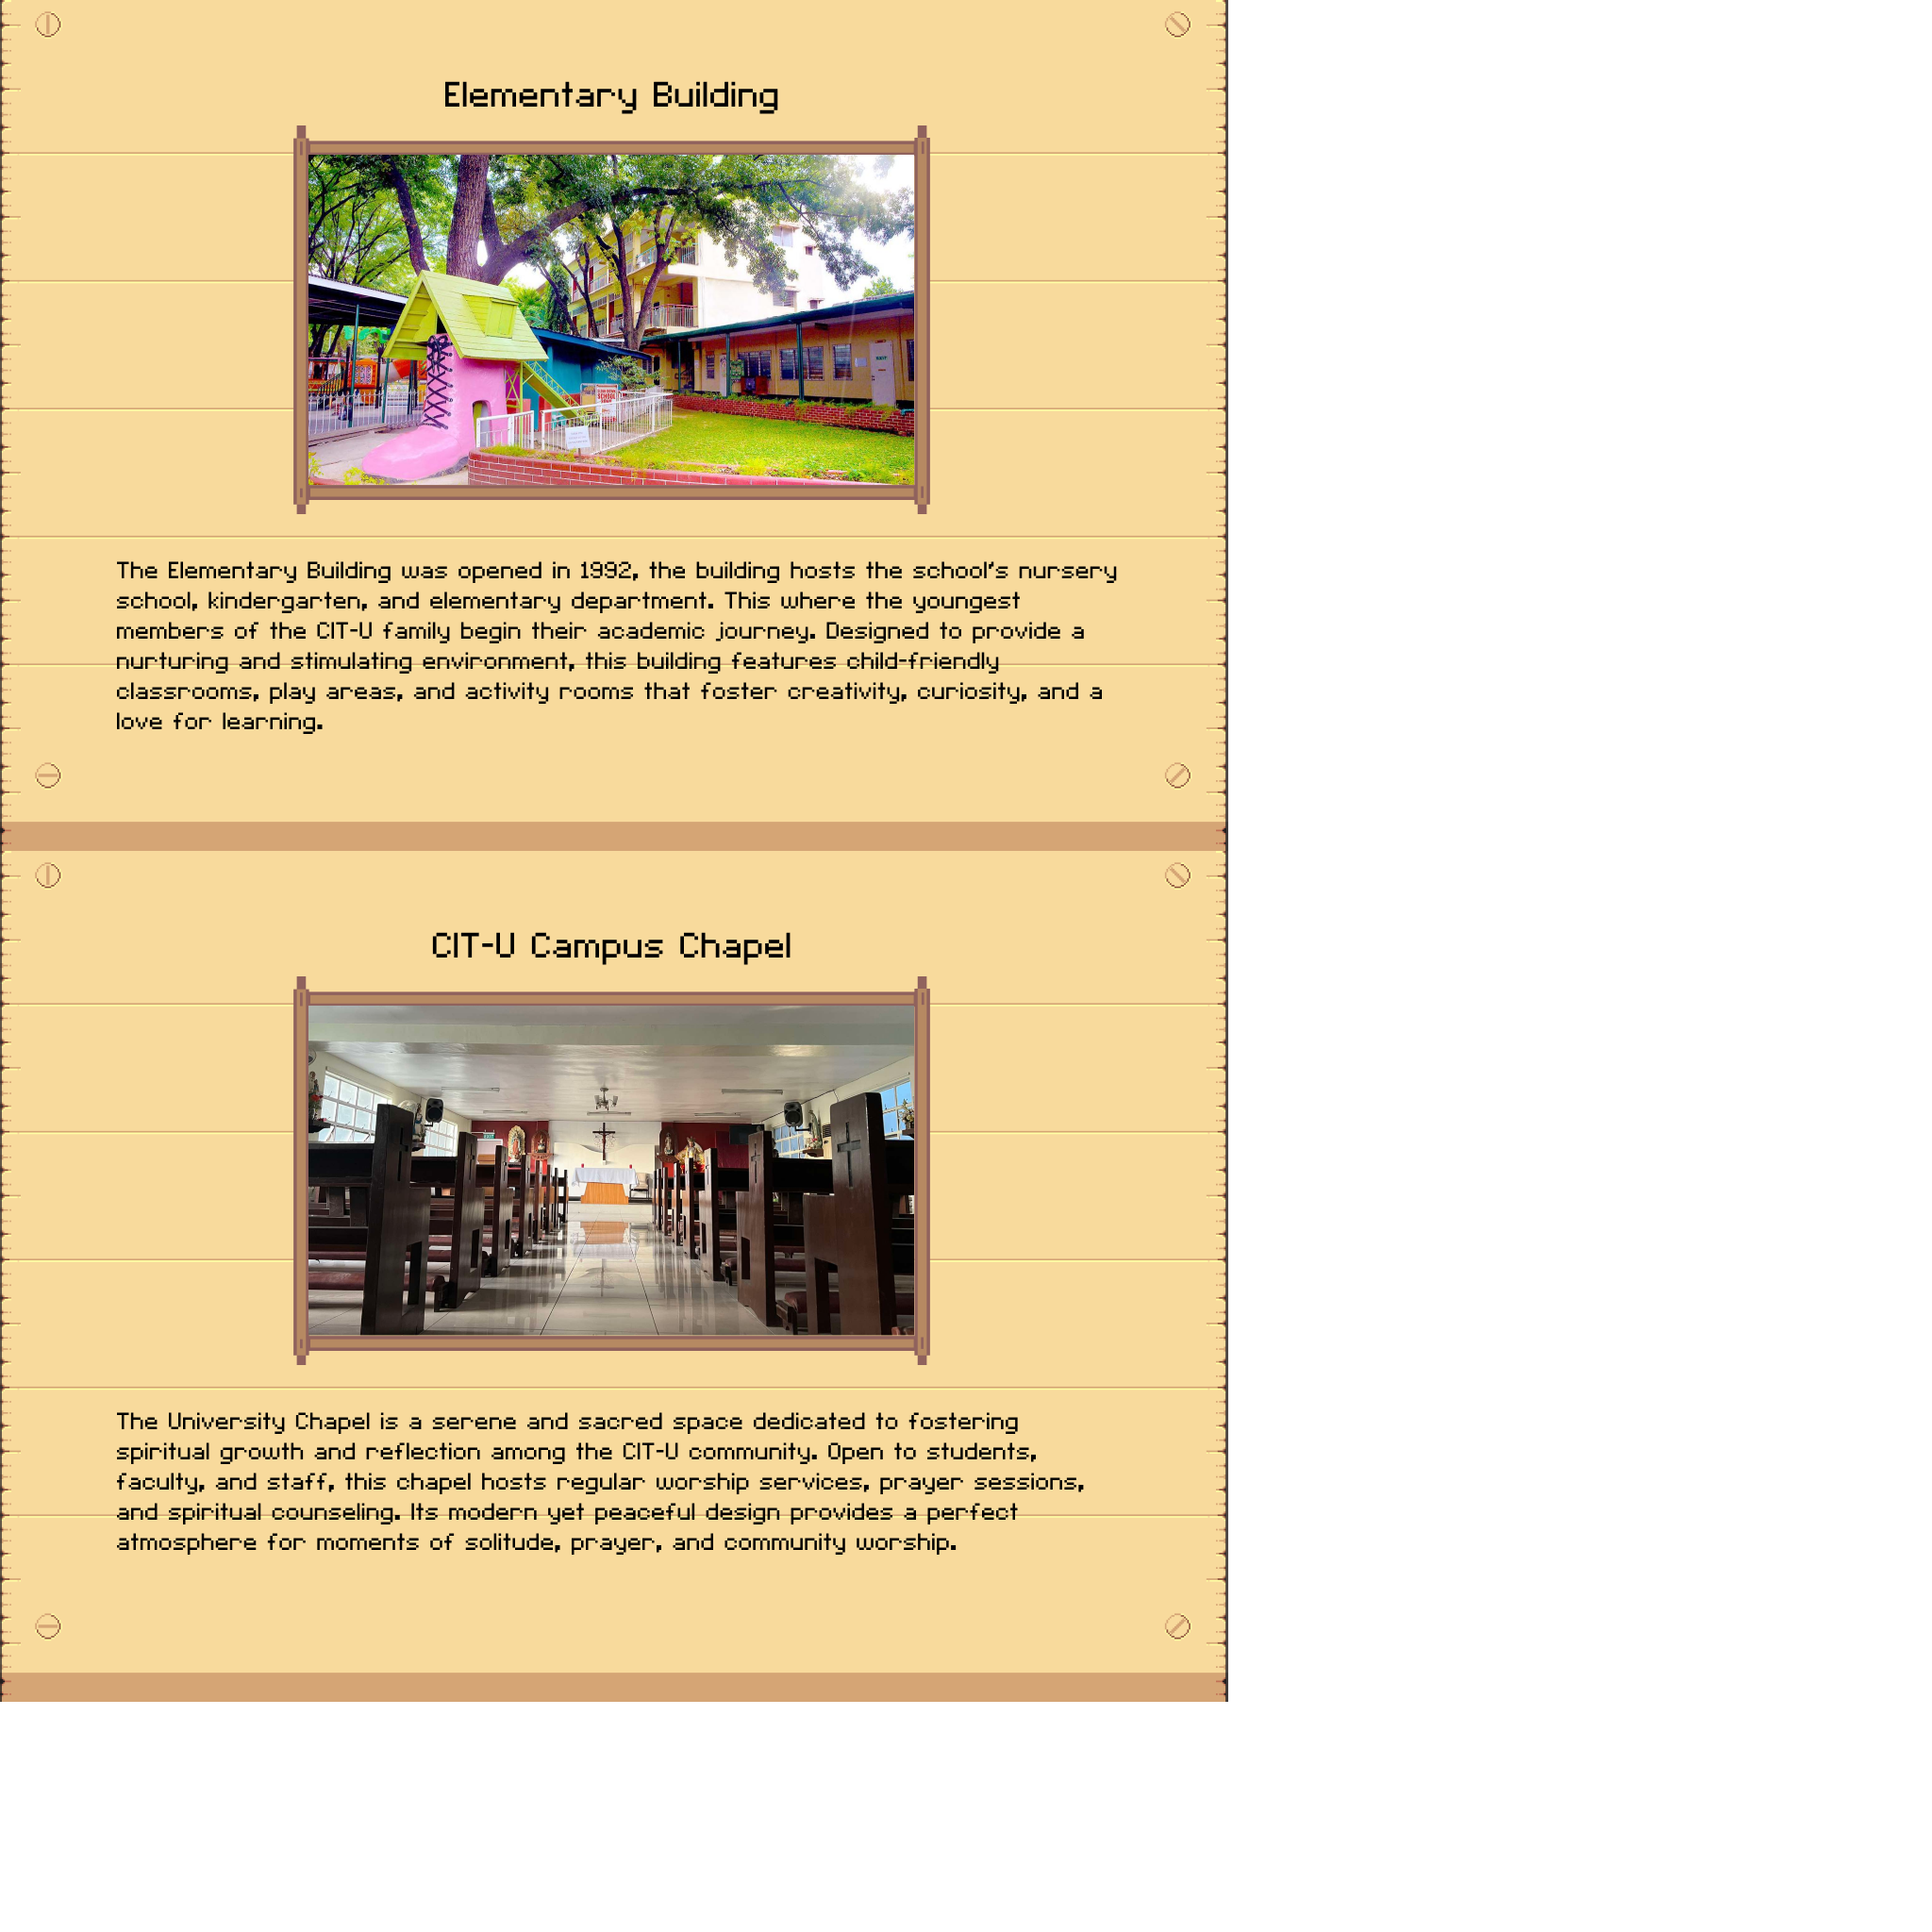 Elementary Building
The Elementary Building was opened in 1992, the building hosts the school's nursery
school, kindergarten, and elementary department. This where the youngest
members of the CIT-U family begin their academic journey. Designed to provide a
nurturing and stimulating environment, this building features child-friendly
classrooms, play areas, and activity rooms that foster creativity, curiosity, and a
love for learning.
CIT-U Campus Chapel
The University Chapel is a serene and sacred space dedicated to fostering
spiritual growth and reflection among the CIT-U community. Open to students,
faculty, and staff, this chapel hosts regular worship services, prayer sessions,
and spiritual counseling. Its modern yet peaceful design provides a perfect
atmosphere for moments of solitude, prayer, and community worship.